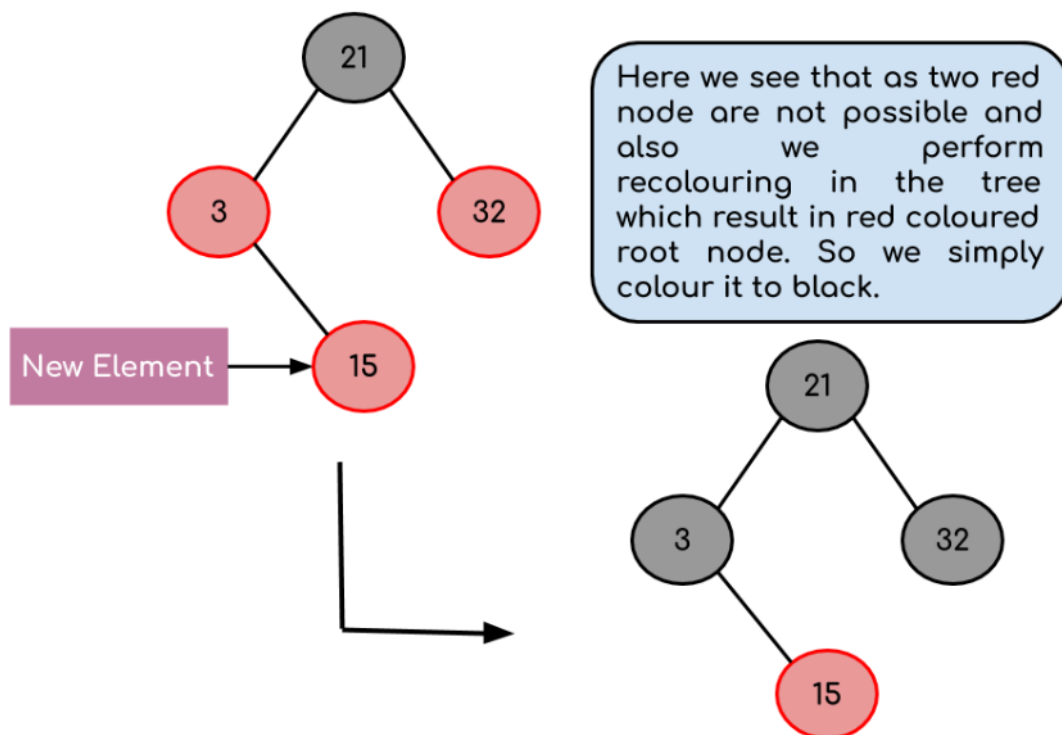 21
3
32
New Element
15
Here we see that as two red
node are not possible and
also we perform
recolouring in the tree
which result in red coloured
root node. So we simply
colour it to black.
21
3
32
15